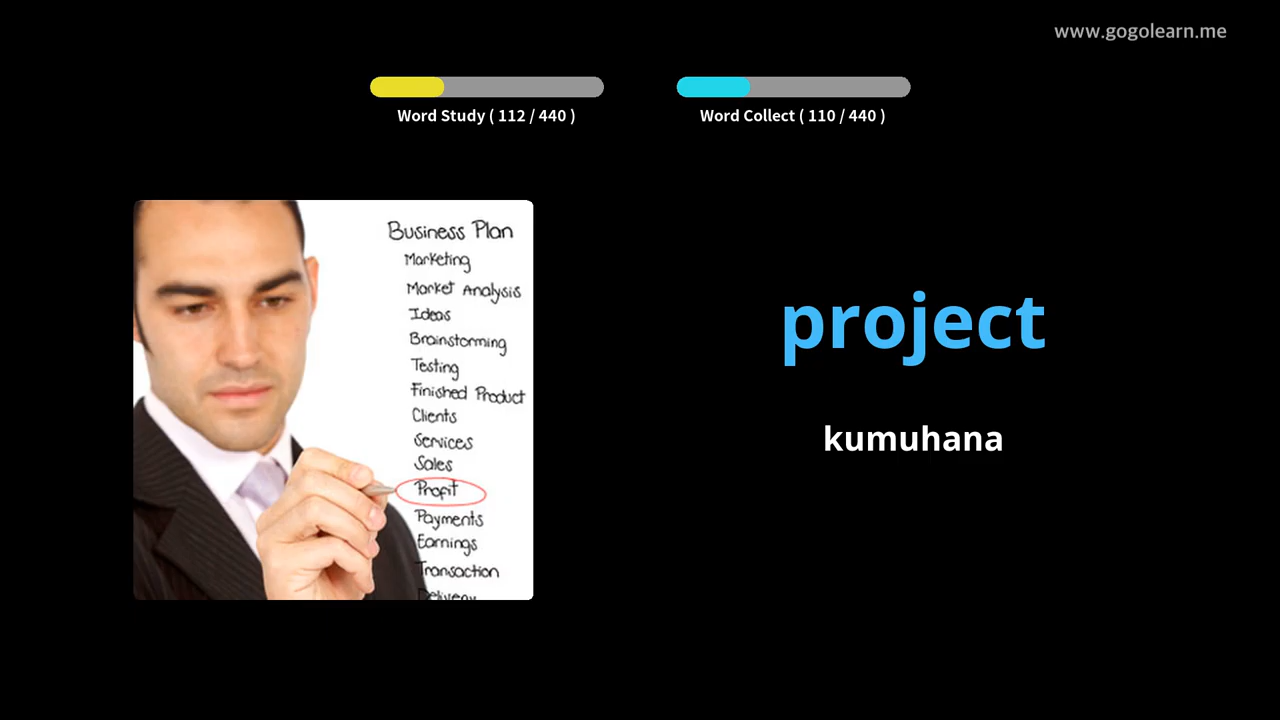 www.gogolearn.me
Word Study ( 112 / 440 )
Word Collect ( 110 / 440 )
Business Plan
Marketing
Market Analysis
Ideas
Brainstorming
Testing
Finished Product
Clients
Services
Sales
Profit
Payments
Earnings
Transaction
Delivery
project
kumuhana